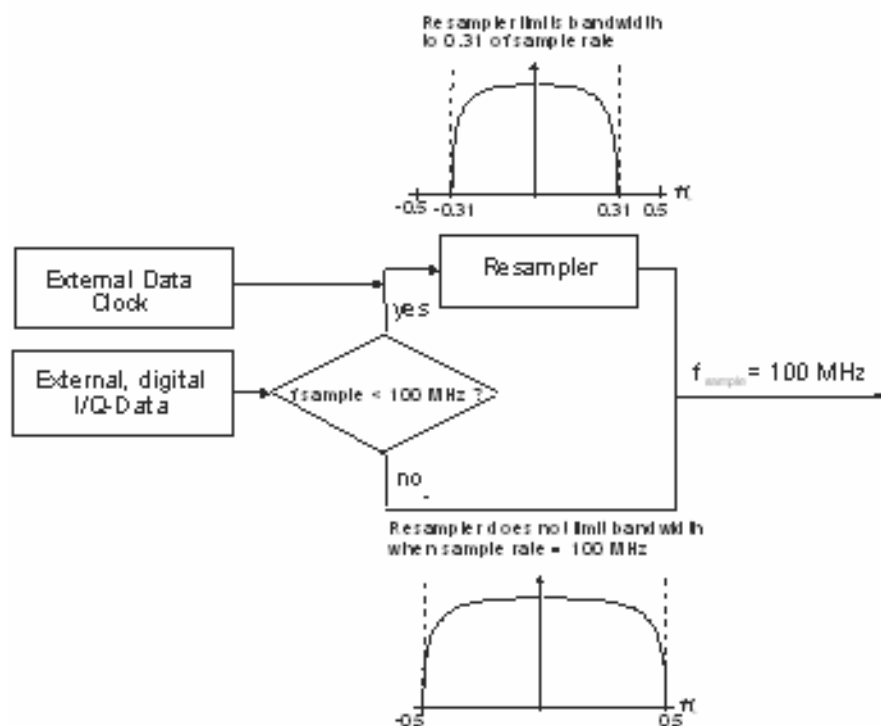 Resampler limits bandwidth
to 0.31 of sample rate
-0.5 -0.31 0.31 0.5
External Data
Clock
Resampler
yes
External, digital
I/Q-Data
f sample < 100 MHz ?
f sample = 100 MHz
no
Resampler does not limit bandwidth
when sample rate = 100 MHz
-0.5 0.5